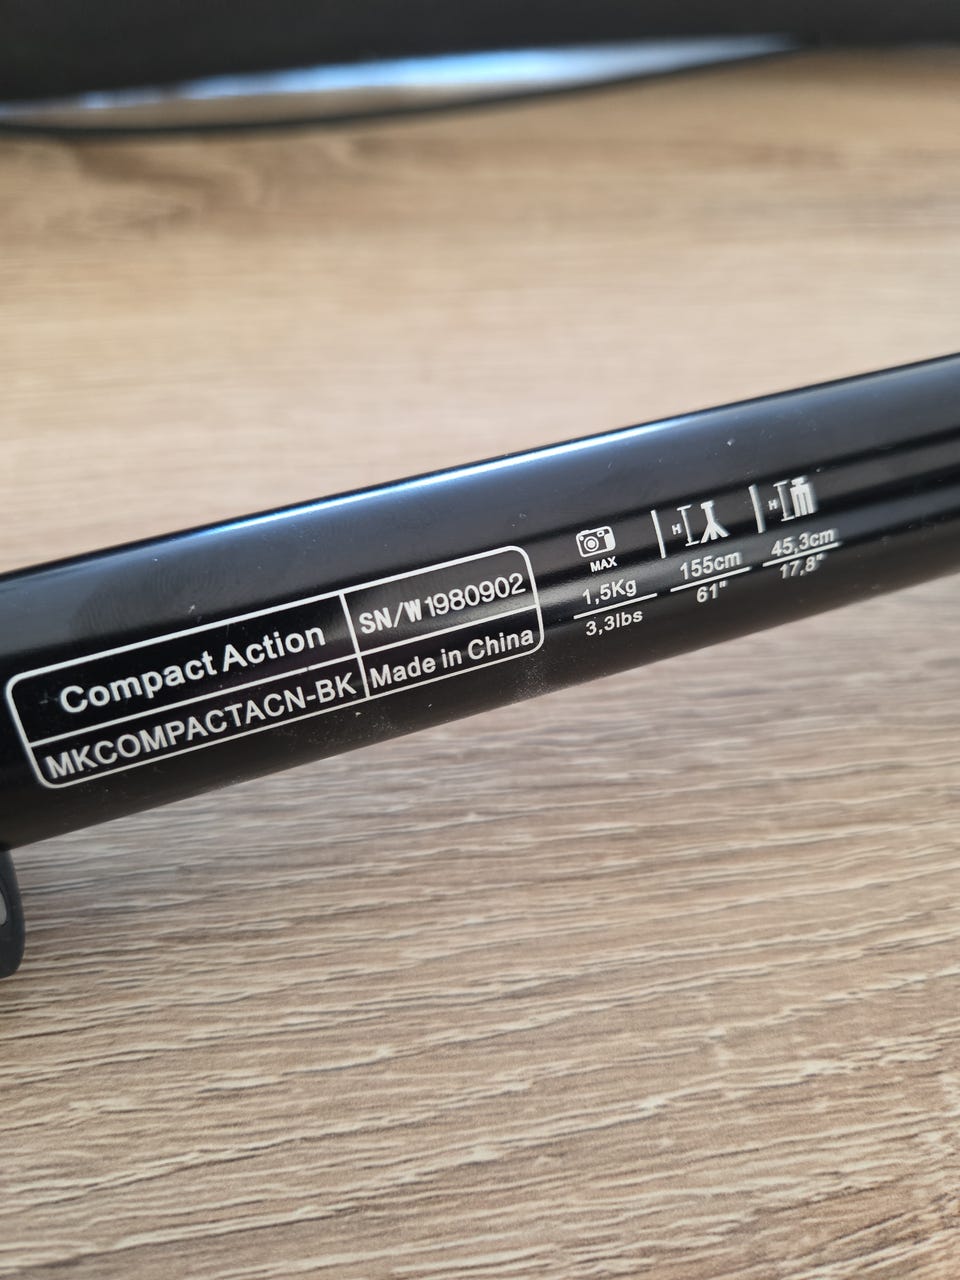 Compact Action
SN/W1980902
MKCOMPACTACN-BK
Made in China
MAX
1,5Kg
3,3lbs
H
155cm
61"
H
45,3cm
17,8"